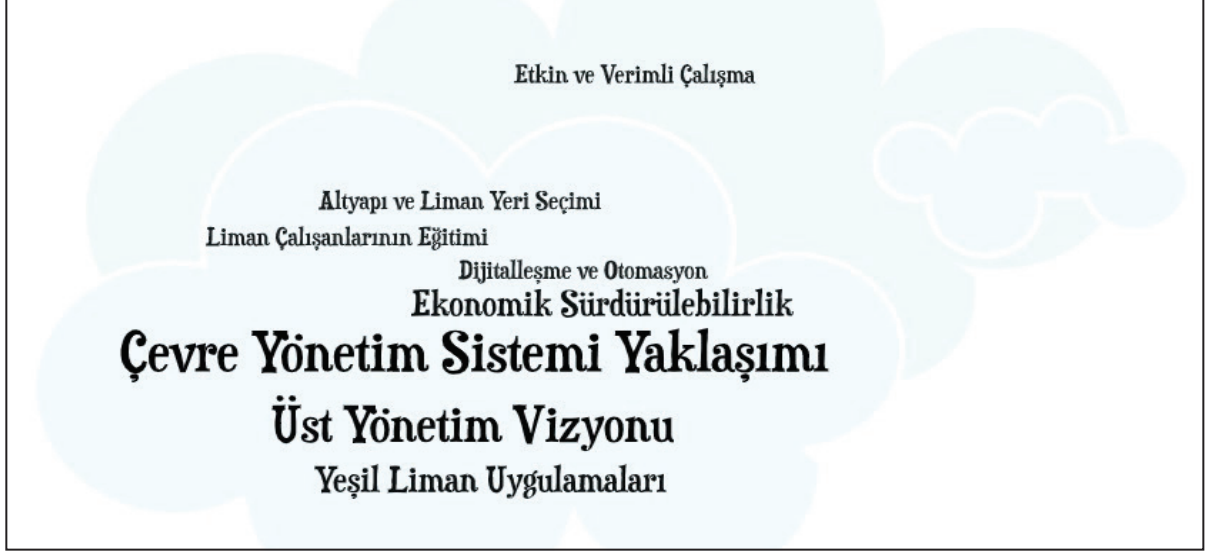 Etkin ve Verimli Çalışma
Altyapı ve Liman Yeri Seçimi
Liman Çalışanlarının Eğitimi
Dijitalleşme ve Otomasyon
Ekonomik Sürdürülebilirlik
Çevre Yönetim Sistemi Yaklaşımı
Üst Yönetim Vizyonu
Yeşil Liman Uygulamaları